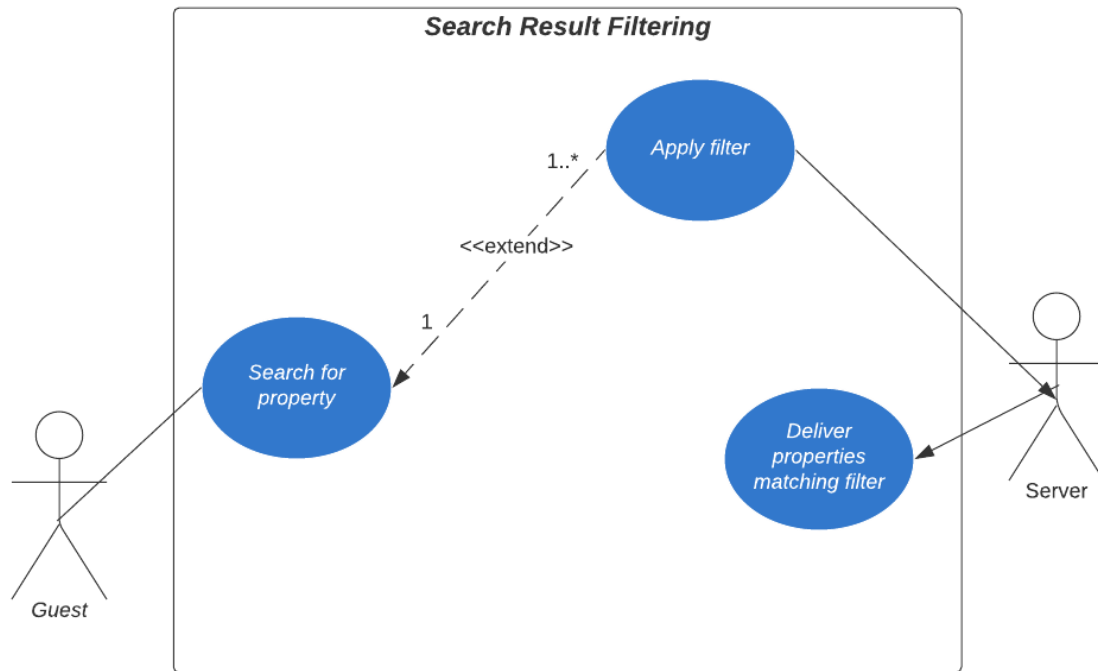 Search Result Filtering
Apply filter
1..*
<<extend>>
1
Search for
property
Deliver
properties
matching filter
Server
Guest